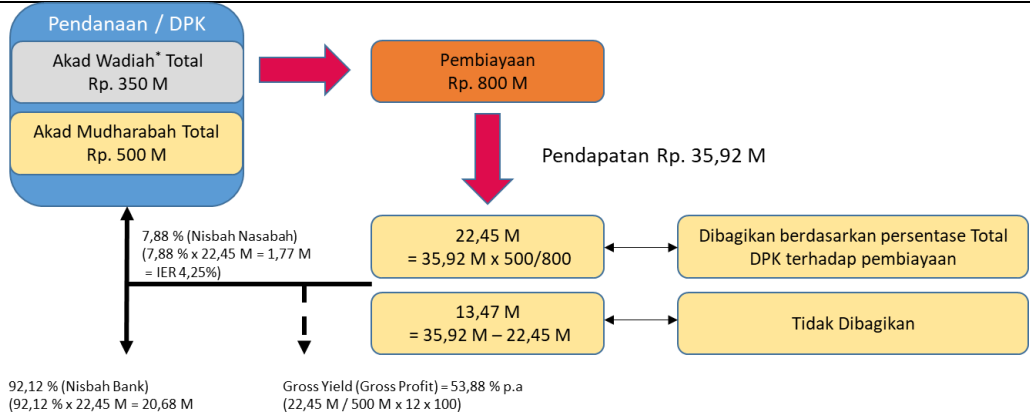 Pendanaan / DPK
Akad Wadiah* Total
Rp. 350 M
Akad Mudharabah Total
Rp. 500 M
Pembiayaan
Rp. 800 M
Pendapatan Rp. 35,92 M
7,88 % (Nisbah Nasabah)
(7,88 % x 22,45 M = 1,77 M
= IER 4,25%)
22,45 M
= 35,92 M x 500/800
Dibagikan berdasarkan persentase Total
DPK terhadap pembiayaan
13,47 M
= 35,92 M – 22,45 M
Tidak Dibagikan
92,12 % (Nisbah Bank)
(92,12 % x 22,45 M = 20,68 M
Gross Yield (Gross Profit) = 53,88 % p.a
(22,45 M / 500 M x 12 x 100)